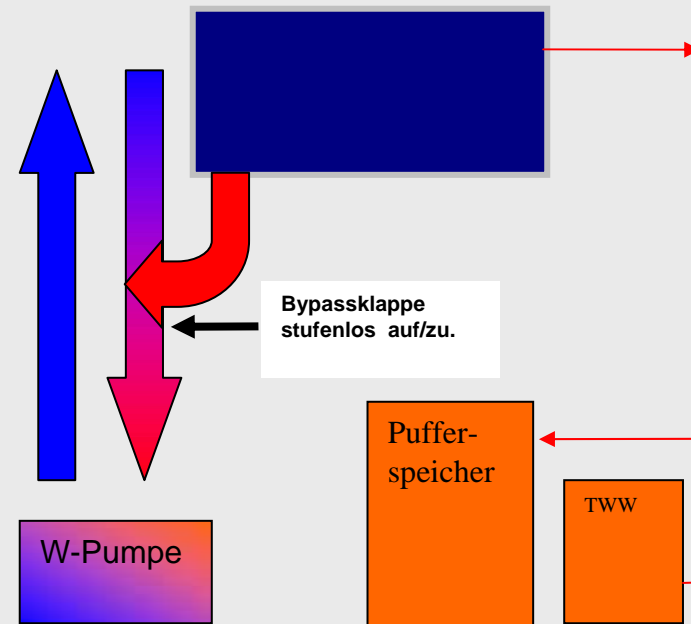 Bypassklappe
stufenlos auf/zu.
Puffer-
speicher
TWW
W-Pumpe